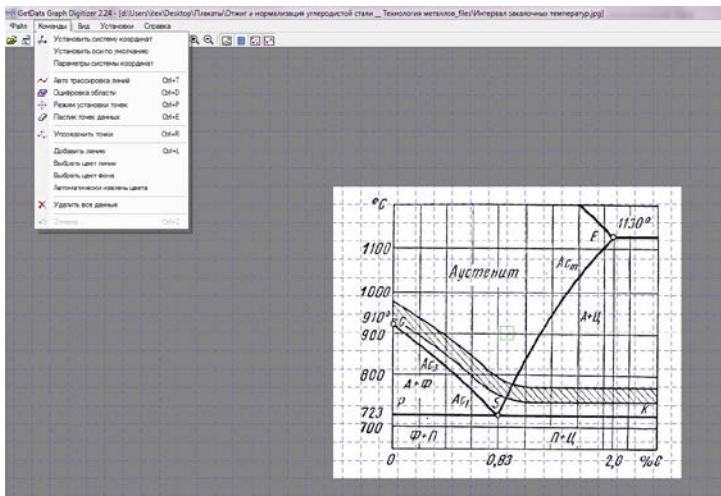 GetData Graph Digitizer 2.24 - [d:\Users\itex\Desktop\Плакаты\Отжиг и нормализация углеродистой стали _ Технология металлов_files\Интервал закалочных температур.jpg]
Файл Команды Вид Установки Справка
Установить систему координат
Установить оси по умолчанию
Параметры системы координат
Авто трассировка линий Ctrl+T
Оцифровка области Ctrl+D
Режим установки точек Ctrl+P
Ластик точек данных Ctrl+E
Упорядонить точки Ctrl+R
Добавить линию Ctrl+L
Выбрать цвет линии
Выбрать цвет фона
Автоматически извлечь цвета
Удалить все данные
Отмена Ctrl+Z
°C
1130°
E
1100
Аустенит
Acm
1000
910°
G
А+Ц
900
Ac3
800
А+Ф
P
Ac1
S
K
723
700
Ф+П
П+Ц
0
0,83
2,0
%C